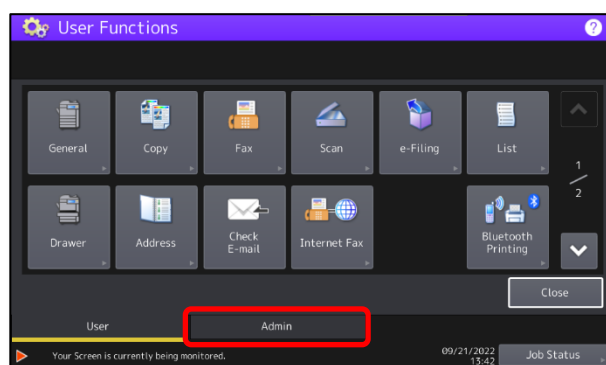 User Functions
?
General
Copy
Fax
Scan
e-Filing
List
1
2
Drawer
Address
Check
E-mail
Internet Fax
Bluetooth
Printing
Close
User
Admin
Your Screen is currently being monitored.
09/21/2022
13:42
Job Status